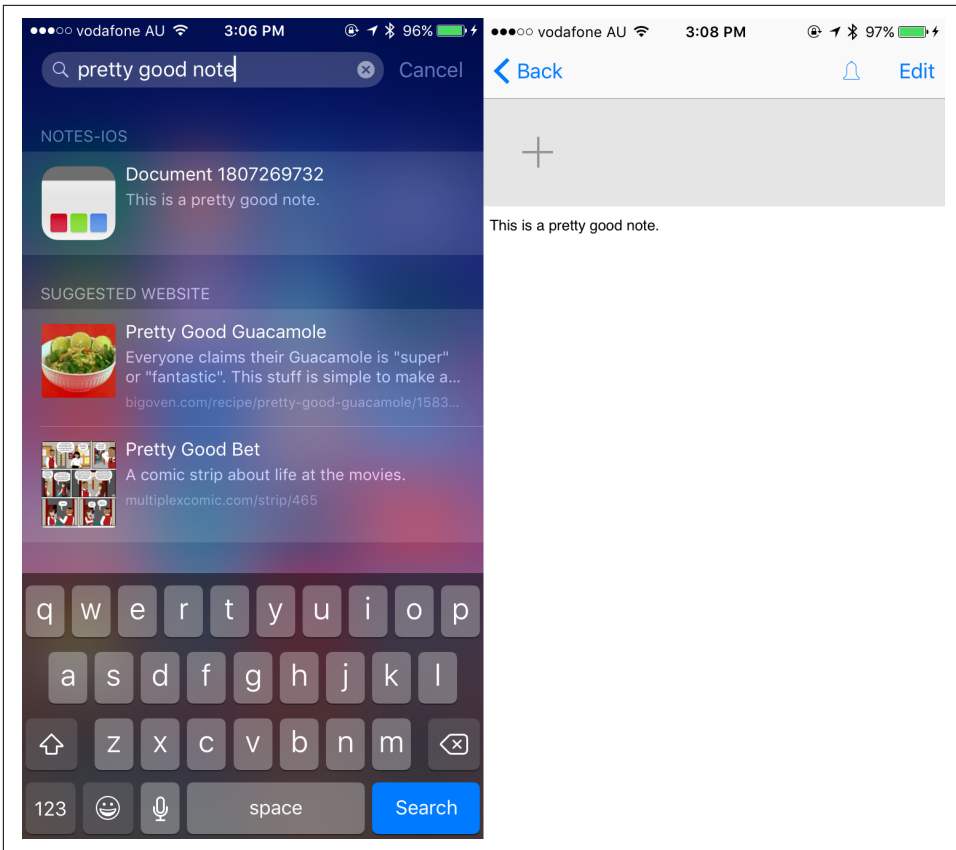 vodafone AU 3:06 PM 96%
pretty good note Cancel
NOTES-IOS
Document 1807269732
This is a pretty good note.
SUGGESTED WEBSITE
Pretty Good Guacamole
Everyone claims their Guacamole is "super"
or "fantastic". This stuff is simple to make a...
bigoven.com/recipe/pretty-good-guacamole/1583...
Pretty Good Bet
A comic strip about life at the movies.
multiplexcomic.com/strip/465
q w e r t y u i o p
a s d f g h j k l
z x c v b n m
123 space Search
vodafone AU 3:08 PM 97%
Back Edit
This is a pretty good note.